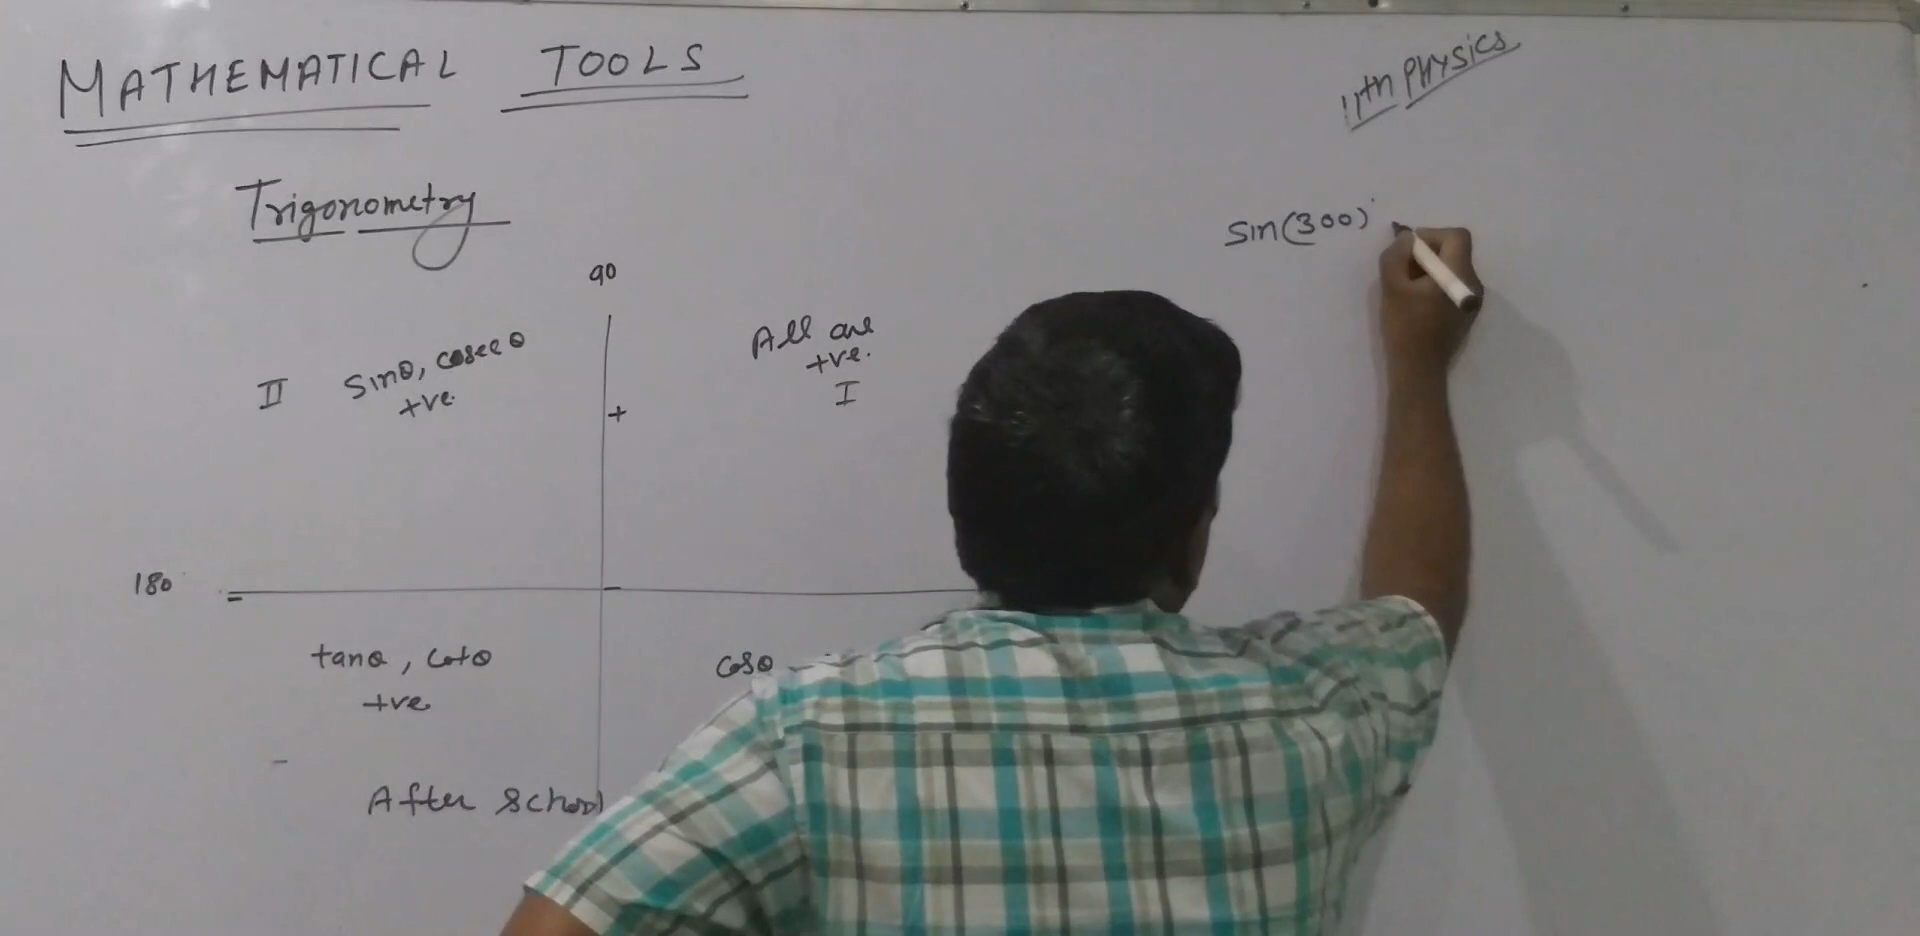 MATHEMATICAL TOOLS
11th PHYSICS
Trigonometry
sin(300)
90
II sinθ, cosecθ
+ve.
All are
+ve.
I
+
180
tanθ, cotθ
+ve
cosθ
After school